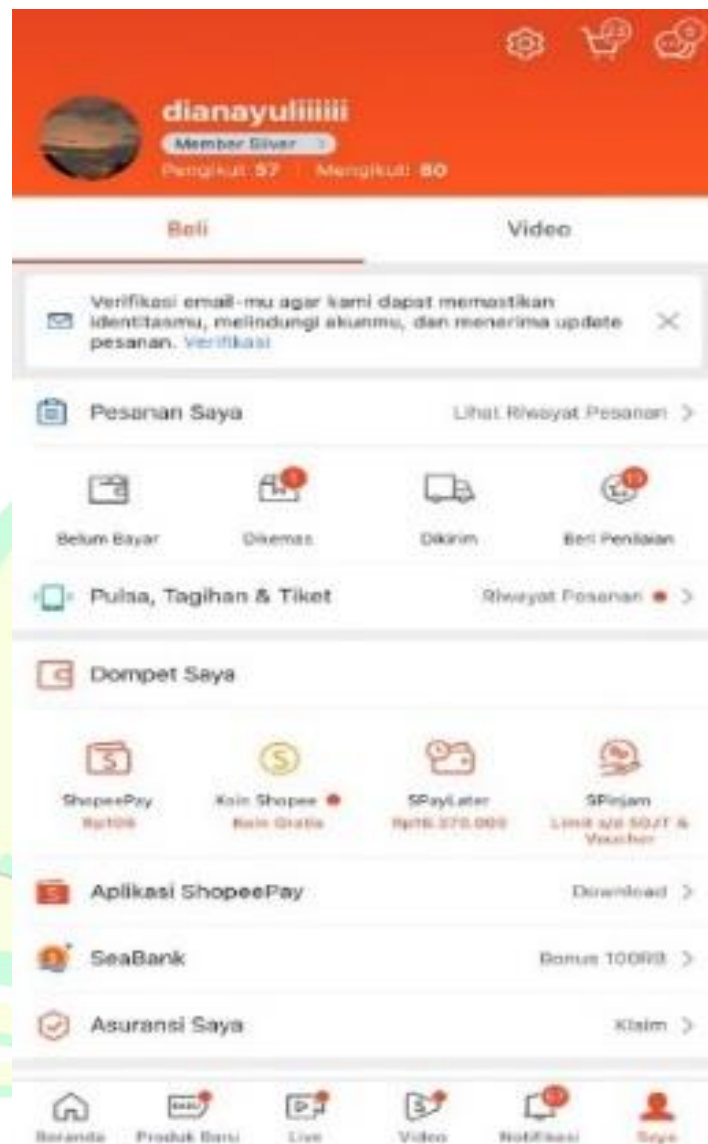 dianayuliiiiii
Member Silver >
Pengikut 57 | Mengikuti 80
Beli Video
Verifikasi email-mu agar kami dapat memastikan
identitasmu, melindungi akunmu, dan menerima update
pesanan. Verifikasi
Pesanan Saya Lihat Riwayat Pesanan >
Belum Bayar Dikemas Dikirim Beri Penilaian
Pulsa, Tagihan & Tiket Riwayat Pesanan >
Dompet Saya
ShopeePay Koin Shopee SPayLater SPinjam
Koin Gratis Limit s/d 50JT &
Voucher
Aplikasi ShopeePay Download >
SeaBank Bonus 100RB >
Asuransi Saya Klaim >
Beranda Produk Baru Live Video Notifikasi Saya